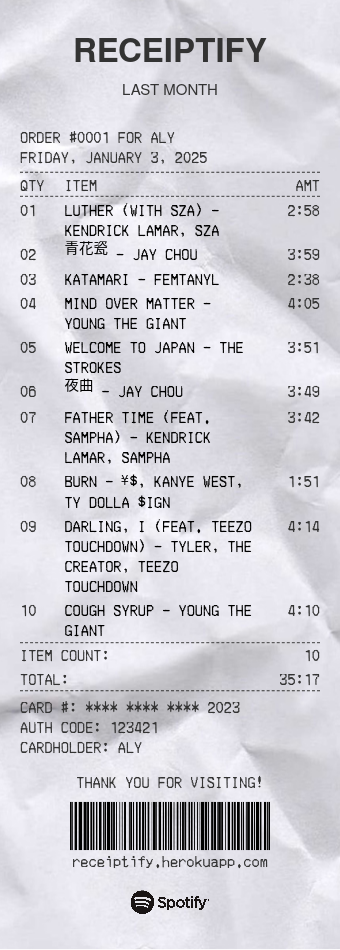 RECEIPTIFY
LAST MONTH
ORDER #0001 FOR ALY
FRIDAY, JANUARY 3, 2025
QTY ITEM AMT
01 LUTHER (WITH SZA) - 2:58
KENDRICK LAMAR, SZA
02 青花瓷 - JAY CHOU 3:59
03 KATAMARI - FEMTANYL 2:38
04 MIND OVER MATTER - 4:05
YOUNG THE GIANT
05 WELCOME TO JAPAN - THE 3:51
STROKES
06 夜曲 - JAY CHOU 3:49
07 FATHER TIME (FEAT. 3:42
SAMPHA) - KENDRICK
LAMAR, SAMPHA
08 BURN - ¥$, KANYE WEST, 1:51
TY DOLLA $IGN
09 DARLING, I (FEAT. TEEZO 4:14
TOUCHDOWN) - TYLER, THE
CREATOR, TEEZO
TOUCHDOWN
10 COUGH SYRUP - YOUNG THE 4:10
GIANT
ITEM COUNT: 10
TOTAL: 35:17
CARD #: **** **** **** 2023
AUTH CODE: 123421
CARDHOLDER: ALY
THANK YOU FOR VISITING!
receiptify.herokuapp.com
Spotify